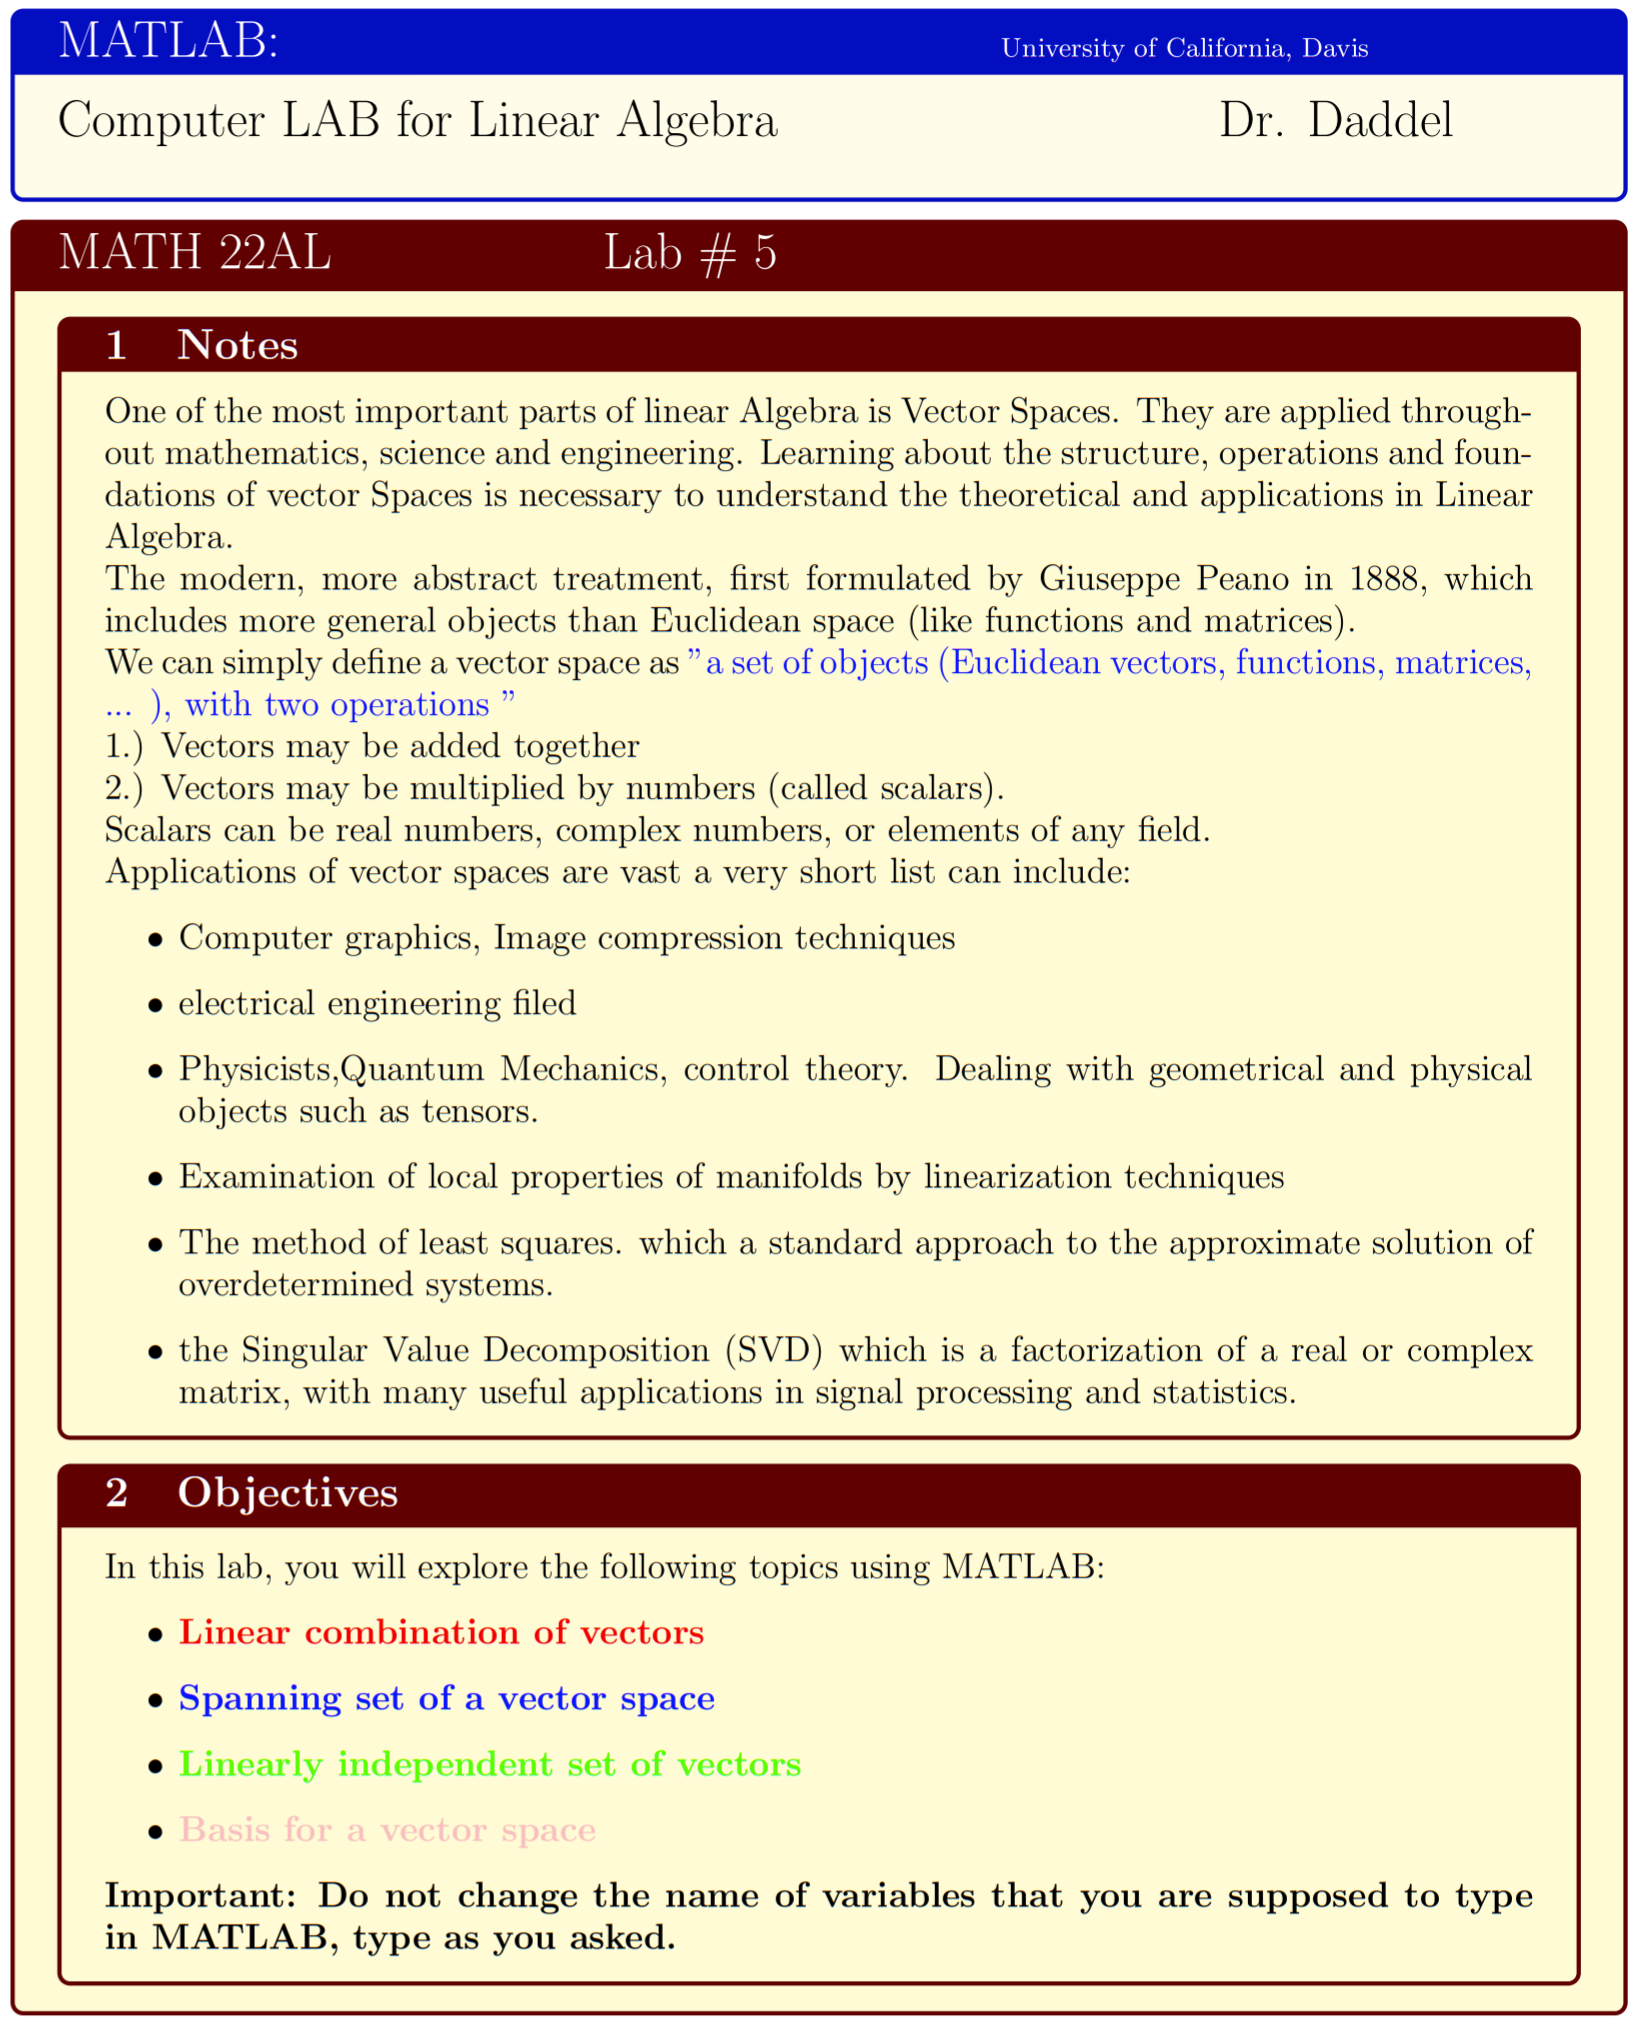 MATLAB: University of California, Davis
Computer LAB for Linear Algebra Dr. Daddel
MATH 22AL Lab # 5
1 Notes
One of the most important parts of linear Algebra is Vector Spaces. They are applied through-
out mathematics, science and engineering. Learning about the structure, operations and foun-
dations of vector Spaces is necessary to understand the theoretical and applications in Linear
Algebra.
The modern, more abstract treatment, first formulated by Giuseppe Peano in 1888, which
includes more general objects than Euclidean space (like functions and matrices).
We can simply define a vector space as ”a set of objects (Euclidean vectors, functions, matrices,
... ), with two operations ”
1.) Vectors may be added together
2.) Vectors may be multiplied by numbers (called scalars).
Scalars can be real numbers, complex numbers, or elements of any field.
Applications of vector spaces are vast a very short list can include:
• Computer graphics, Image compression techniques
• electrical engineering filed
• Physicists,Quantum Mechanics, control theory. Dealing with geometrical and physical
objects such as tensors.
• Examination of local properties of manifolds by linearization techniques
• The method of least squares. which a standard approach to the approximate solution of
overdetermined systems.
• the Singular Value Decomposition (SVD) which is a factorization of a real or complex
matrix, with many useful applications in signal processing and statistics.
2 Objectives
In this lab, you will explore the following topics using MATLAB:
• Linear combination of vectors
• Spanning set of a vector space
• Linearly independent set of vectors
• Basis for a vector space
Important: Do not change the name of variables that you are supposed to type
in MATLAB, type as you asked.